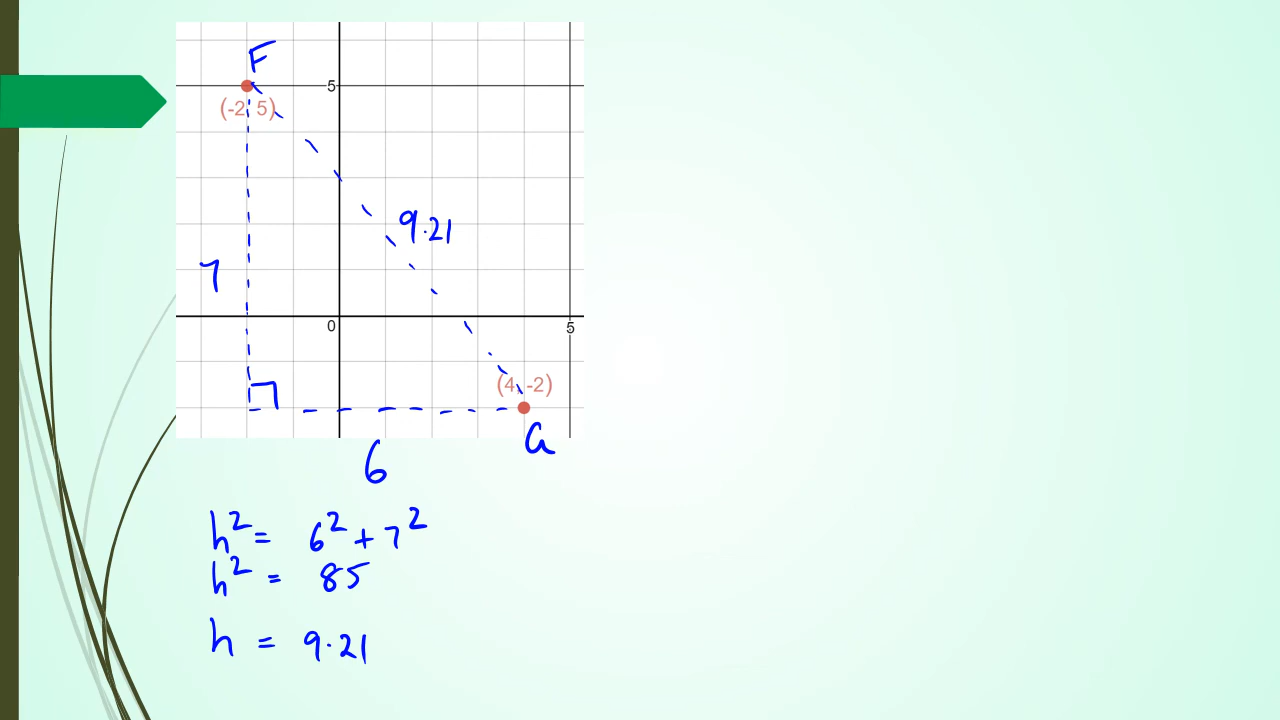 F
5
(-2, 5)
9.21
7
0
5
(4, -2)
G
6
h² = 6² + 7²
h² = 85
h = 9.21